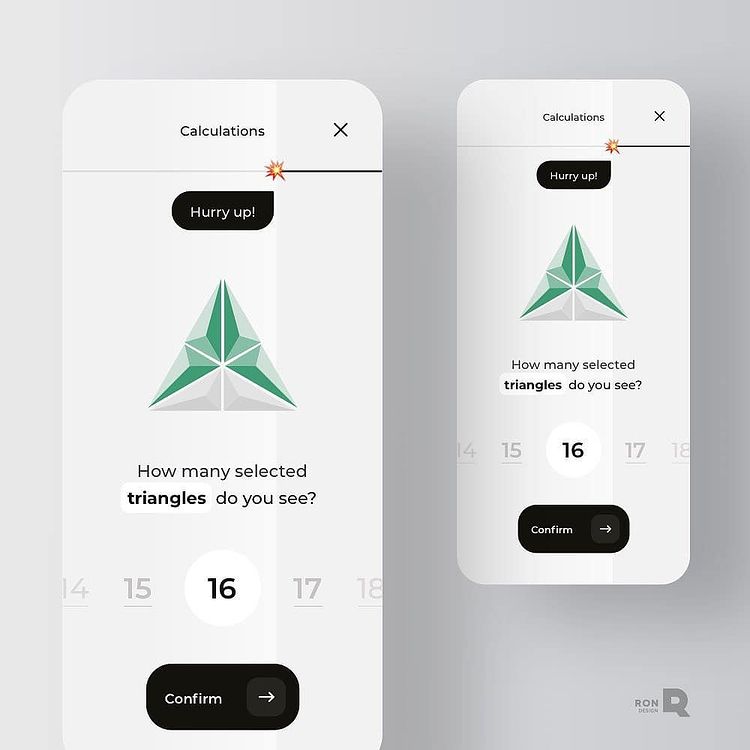 Calculations
Hurry up!
How many selected
triangles do you see?
14 15 16 17 18
Confirm
Calculations
Hurry up!
How many selected
triangles do you see?
14 15 16 17 18
Confirm
RON
DESIGN